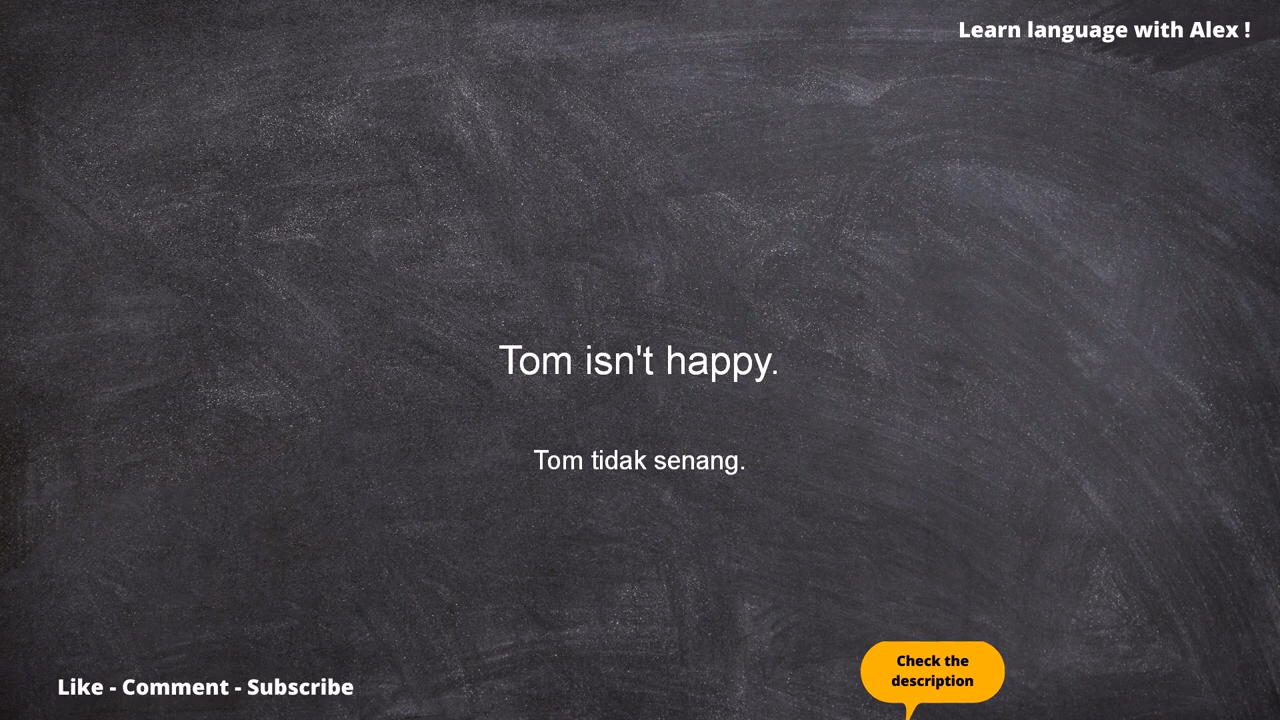 Learn language with Alex !
Tom isn't happy.
Tom tidak senang.
Check the
description
Like - Comment - Subscribe